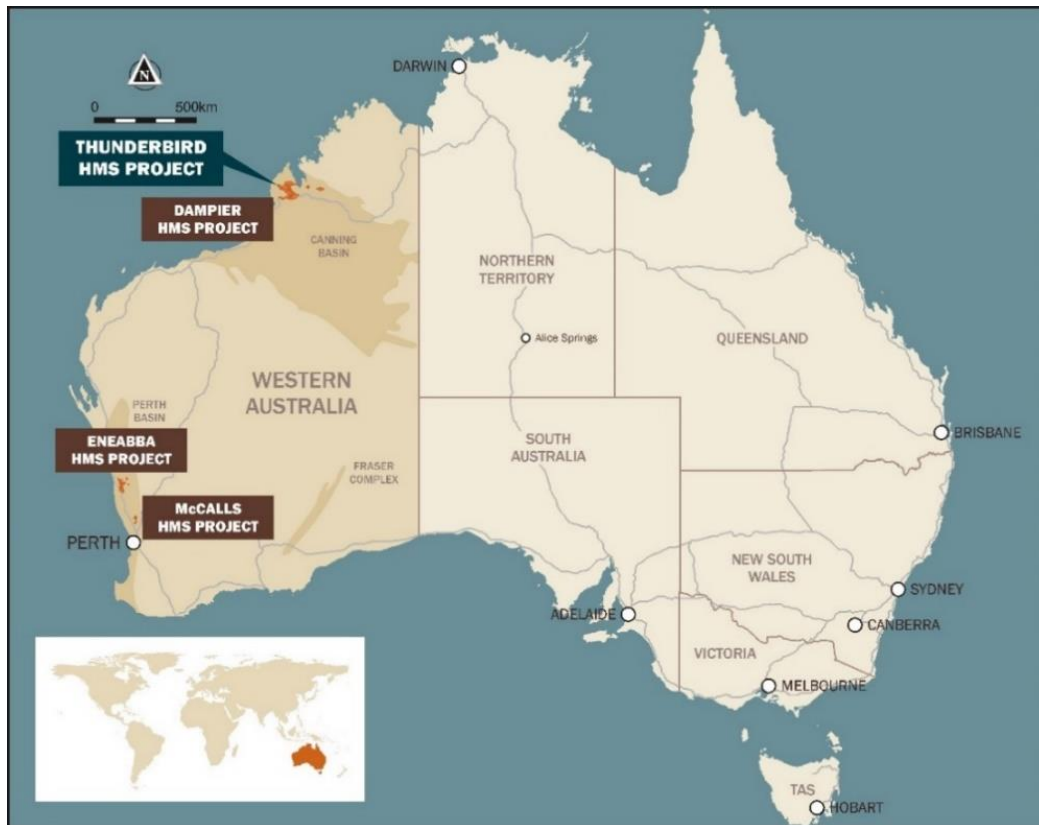 DARWIN
N
0 500km
THUNDERBIRD
HMS PROJECT
DAMPIER
HMS PROJECT
CANNING
BASIN
NORTHERN
TERRITORY
Alice Springs
QUEENSLAND
WESTERN
AUSTRALIA
PERTH
BASIN
BRISBANE
ENEABBA
HMS PROJECT
SOUTH
AUSTRALIA
FRASER
COMPLEX
McCALLS
HMS PROJECT
PERTH
NEW SOUTH
WALES
SYDNEY
ADELAIDE
CANBERRA
VICTORIA
MELBOURNE
TAS
HOBART